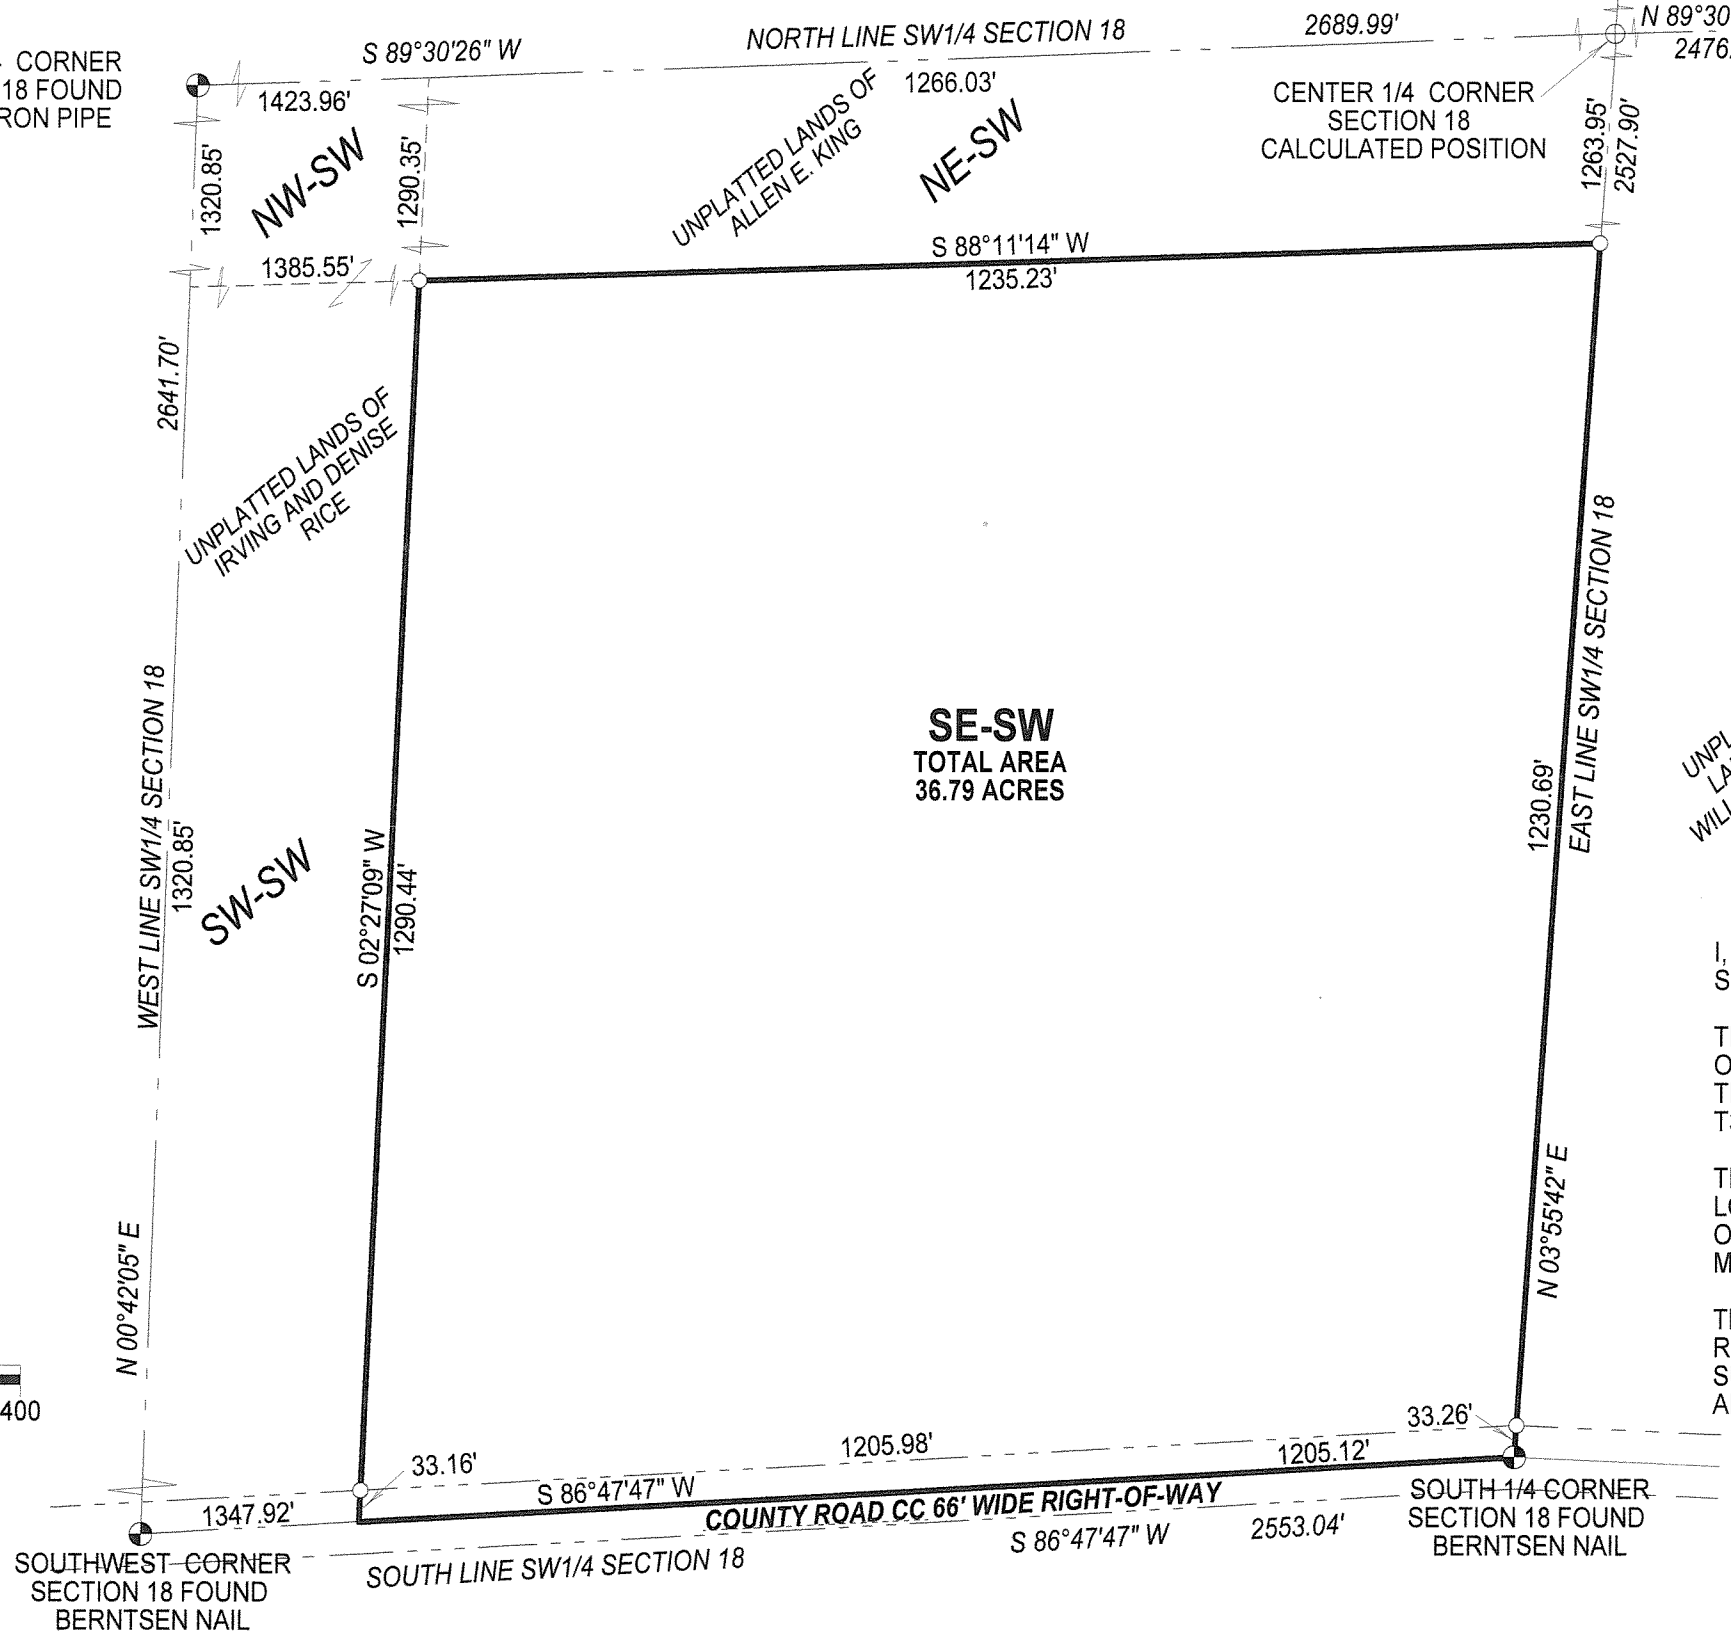 S 89°30'26" W
NORTH LINE SW1/4 SECTION 18
2689.99'
N 89°30
2476.
CORNER
18 FOUND
RON PIPE
1423.96'
1266.03'
CENTER 1/4 CORNER
SECTION 18
CALCULATED POSITION
1263.95'
2527.90'
1320.85'
NW-SW
1290.35'
UNPLATTED LANDS OF
ALLEN E. KING
NE-SW
1385.55'
S 88°11'14" W
1235.23'
2641.70'
UNPLATTED LANDS OF
IRVING AND DENISE
RICE
EAST LINE SW1/4 SECTION 18
SE-SW
TOTAL AREA
36.79 ACRES
UNPL
LA
WILL
WEST LINE SW1/4 SECTION 18
1320.85'
SW-SW
S 02°27'09" W
1290.44'
1230.69'
I,
S
T
O
T
T
N 03°55'42" E
T
L
O
M
N 00°42'05" E
T
R
S
A
400
33.16'
1205.98'
33.26'
1205.12'
1347.92'
S 86°47'47" W
COUNTY ROAD CC 66' WIDE RIGHT-OF-WAY
SOUTH 1/4 CORNER
SECTION 18 FOUND
BERNTSEN NAIL
S 86°47'47" W
2553.04'
SOUTH LINE SW1/4 SECTION 18
SOUTHWEST CORNER
SECTION 18 FOUND
BERNTSEN NAIL